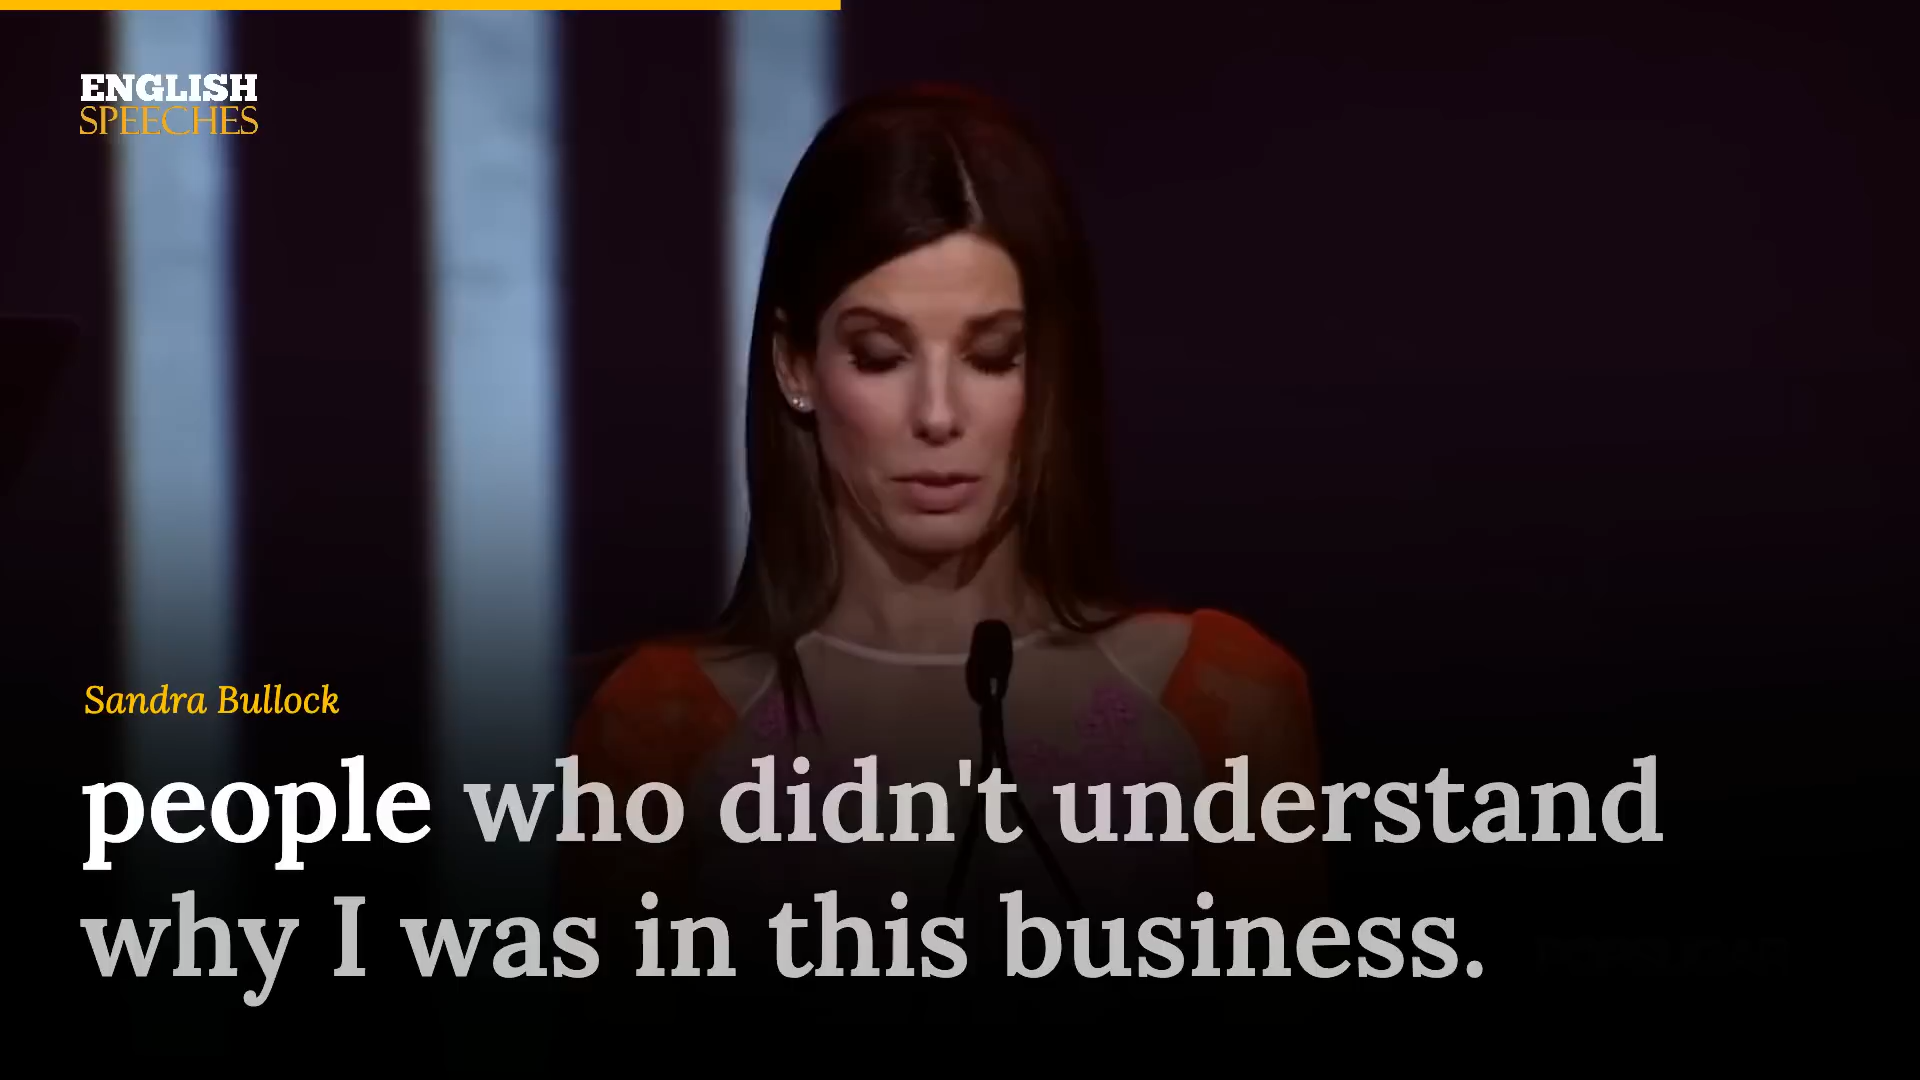 ENGLISH
SPEECHES
Sandra Bullock
people who didn't understand
why I was in this business.